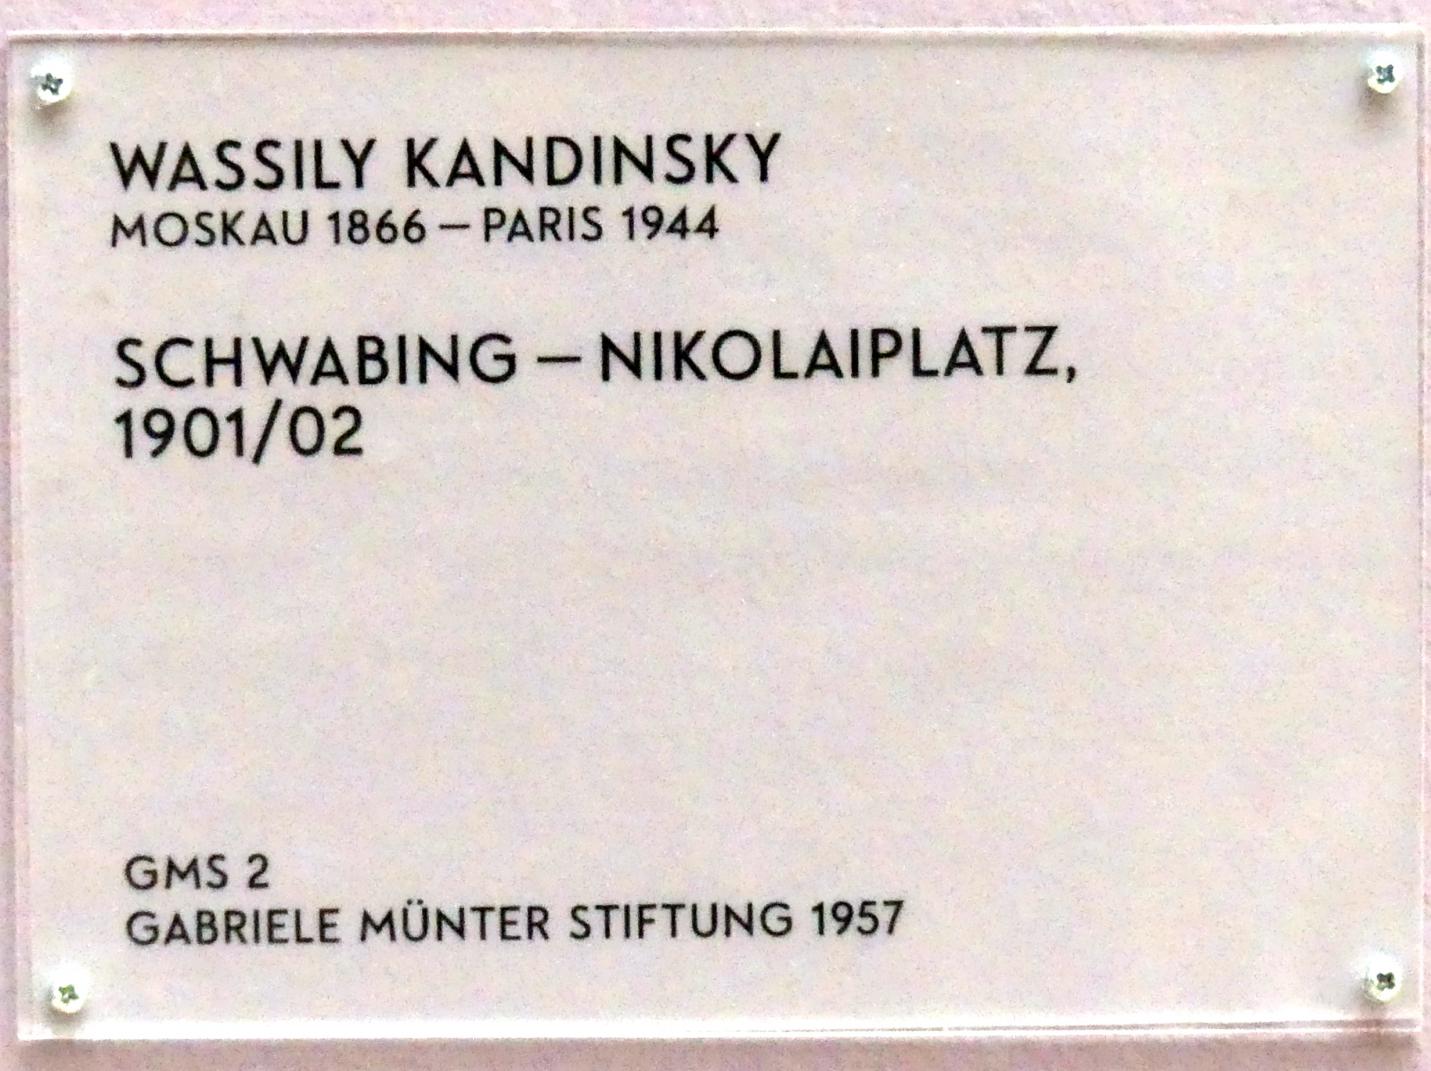 WASSILY KANDINSKY
MOSKAU 1866 – PARIS 1944
SCHWABING – NIKOLAIPLATZ,
1901/02
GMS 2
GABRIELE MÜNTER STIFTUNG 1957